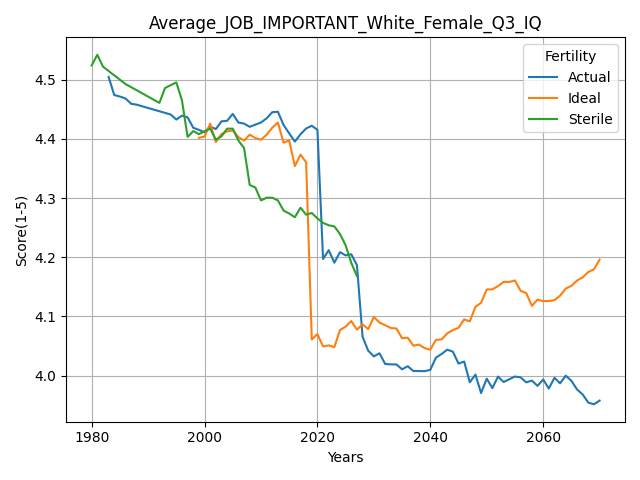 Average_JOB_IMPORTANT_White_Female_Q3_IQ
Fertility
Actual
Ideal
Sterile
Score(1-5)
4.5
4.4
4.3
4.2
4.1
4.0
1980 2000 2020 2040 2060
Years